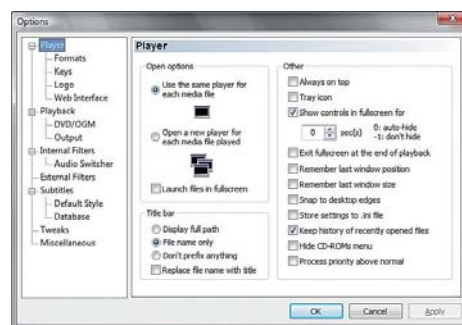 Options
Player
Formats
Keys
Logo
Web Interface
Playback
DVD/OGM
Output
Internal Filters
Audio Switcher
External Filters
Subtitles
Default Style
Database
Tweaks
Miscellaneous
Player
Open options
Use the same player for
each media file
Open a new player for
each media file played
Launch files in fullscreen
Title bar
Display full path
File name only
Don't prefix anything
Replace file name with title
Other
Always on top
Tray icon
Show controls in fullscreen for
0 sec(s) 0: auto-hide
-1: don't hide
Exit fullscreen at the end of playback
Remember last window position
Remember last window size
Snap to desktop edges
Store settings to .ini file
Keep history of recently opened files
Hide CD-ROMs menu
Process priority above normal
OK Cancel Apply